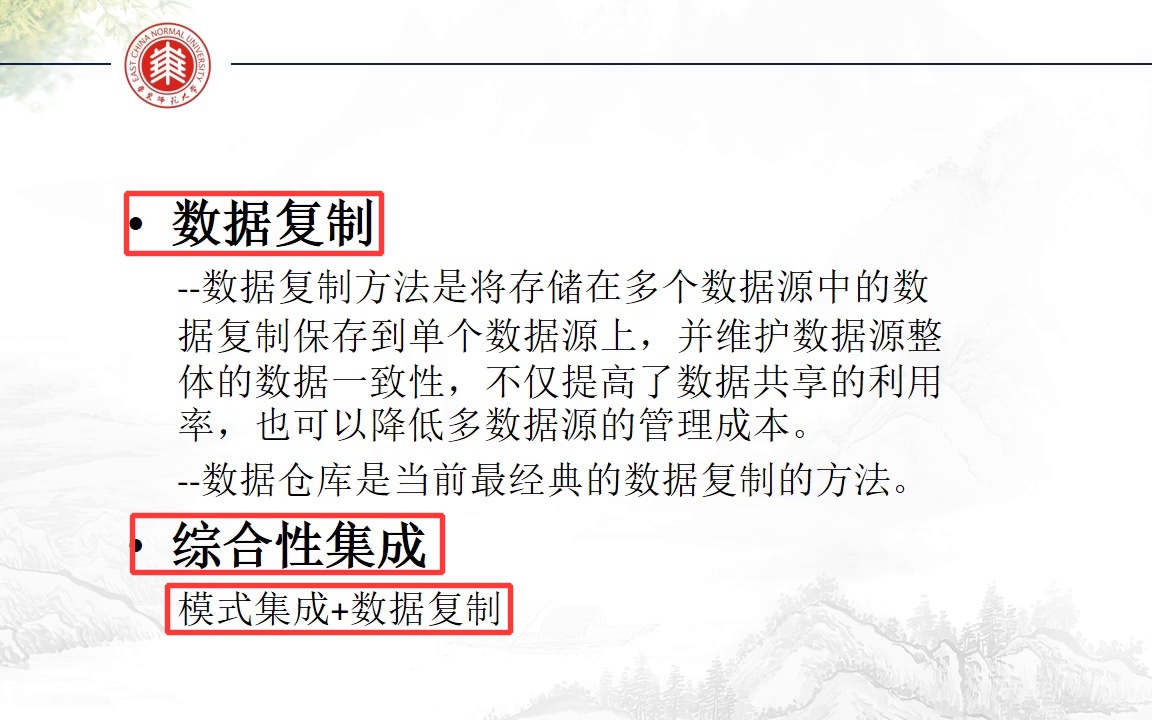 EAST CHINA NORMAL UNIVERSITY
華東师范大学
• 数据复制
--数据复制方法是将存储在多个数据源中的数
据复制保存到单个数据源上，并维护数据源整
体的数据一致性，不仅提高了数据共享的利用
率，也可以降低多数据源的管理成本。
--数据仓库是当前最经典的数据复制的方法。
• 综合性集成
模式集成+数据复制